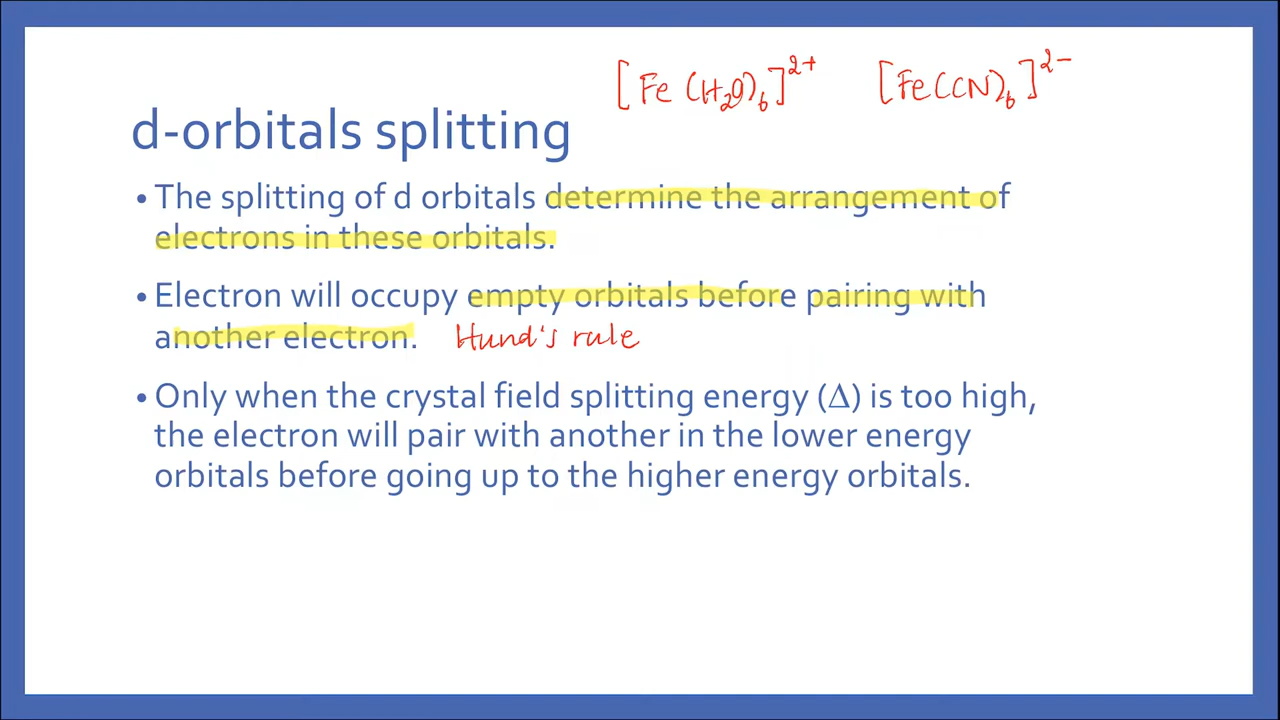 [Fe(H₂O)₆]²⁺ [Fe(CN)₆]²⁻
d-orbitals splitting
• The splitting of d orbitals determine the arrangement of
electrons in these orbitals.
• Electron will occupy empty orbitals before pairing with
another electron. Hund's rule
• Only when the crystal field splitting energy (Δ) is too high,
the electron will pair with another in the lower energy
orbitals before going up to the higher energy orbitals.